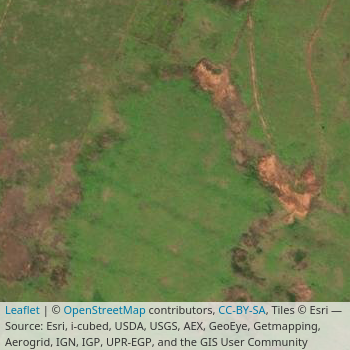 Leaflet | © OpenStreetMap contributors, CC-BY-SA, Tiles © Esri —
Source: Esri, i-cubed, USDA, USGS, AEX, GeoEye, Getmapping,
Aerogrid, IGN, IGP, UPR-EGP, and the GIS User Community